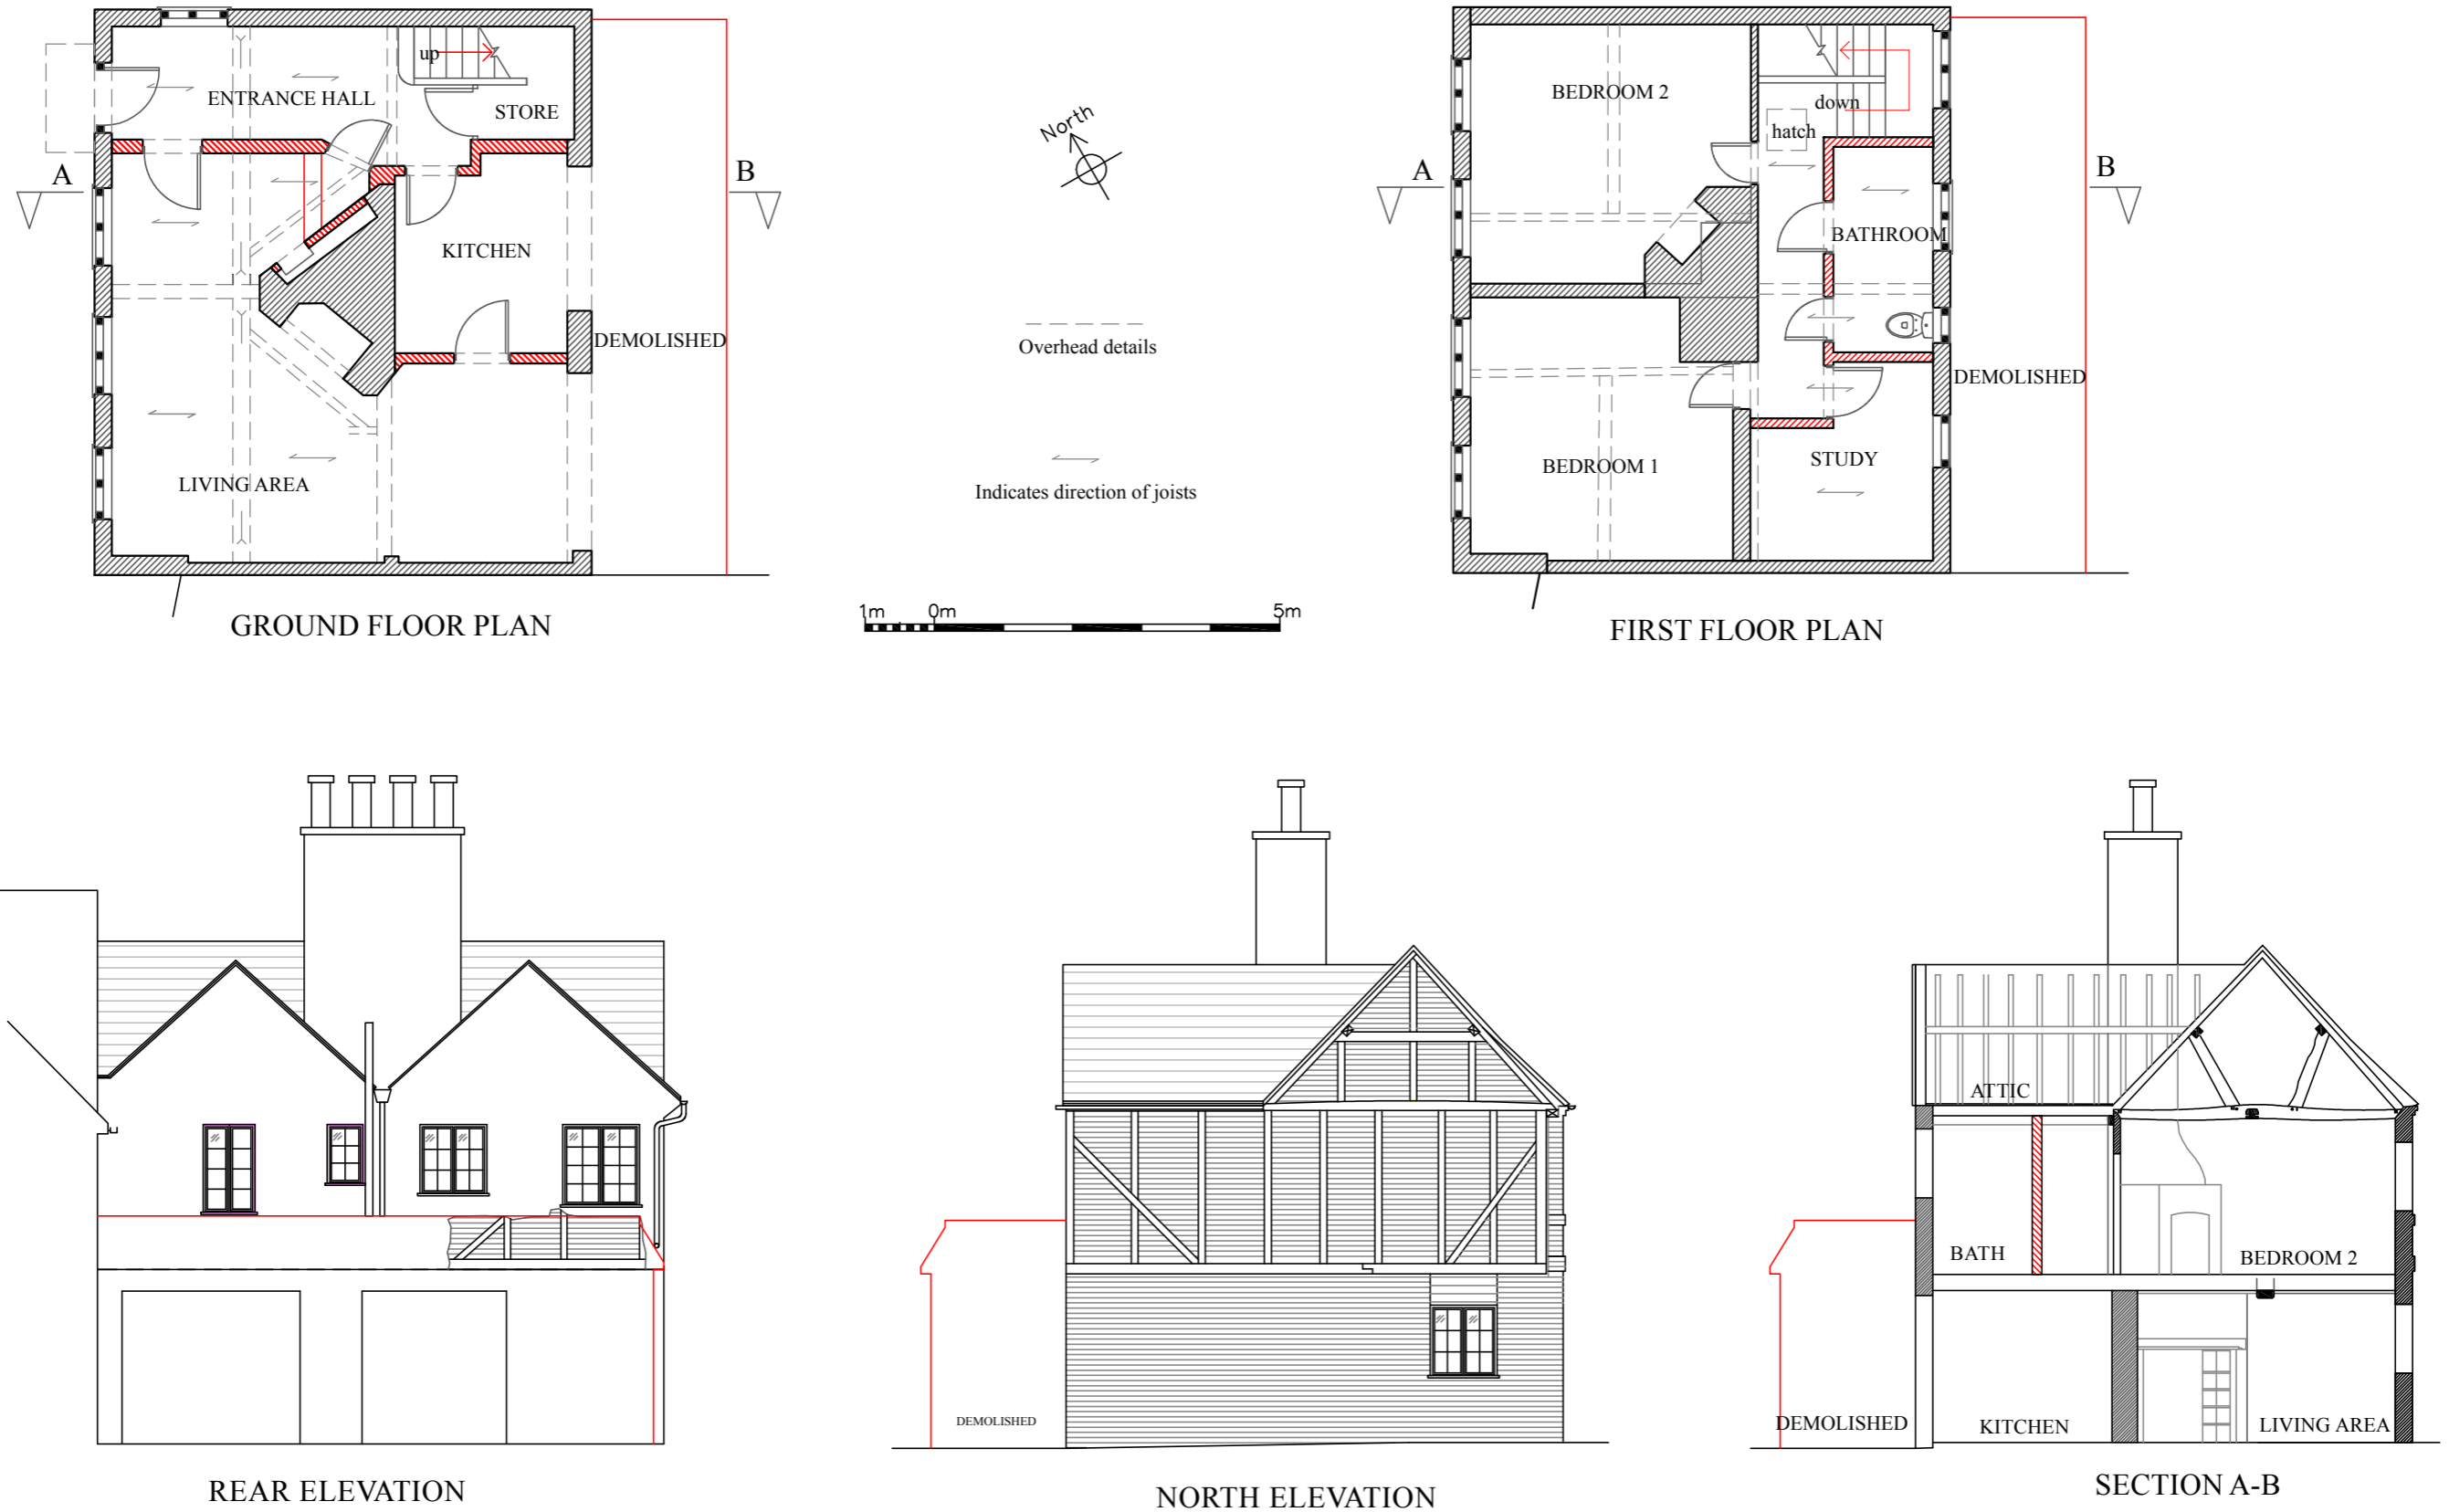 up
ENTRANCE HALL
STORE
A
B
KITCHEN
DEMOLISHED
LIVING AREA
GROUND FLOOR PLAN
North
Overhead details
Indicates direction of joists
1m 0m 5m
BEDROOM 2
down
hatch
A
B
BATHROOM
DEMOLISHED
BEDROOM 1
STUDY
FIRST FLOOR PLAN
REAR ELEVATION
DEMOLISHED
NORTH ELEVATION
ATTIC
BATH
BEDROOM 2
DEMOLISHED
KITCHEN
LIVING AREA
SECTION A-B